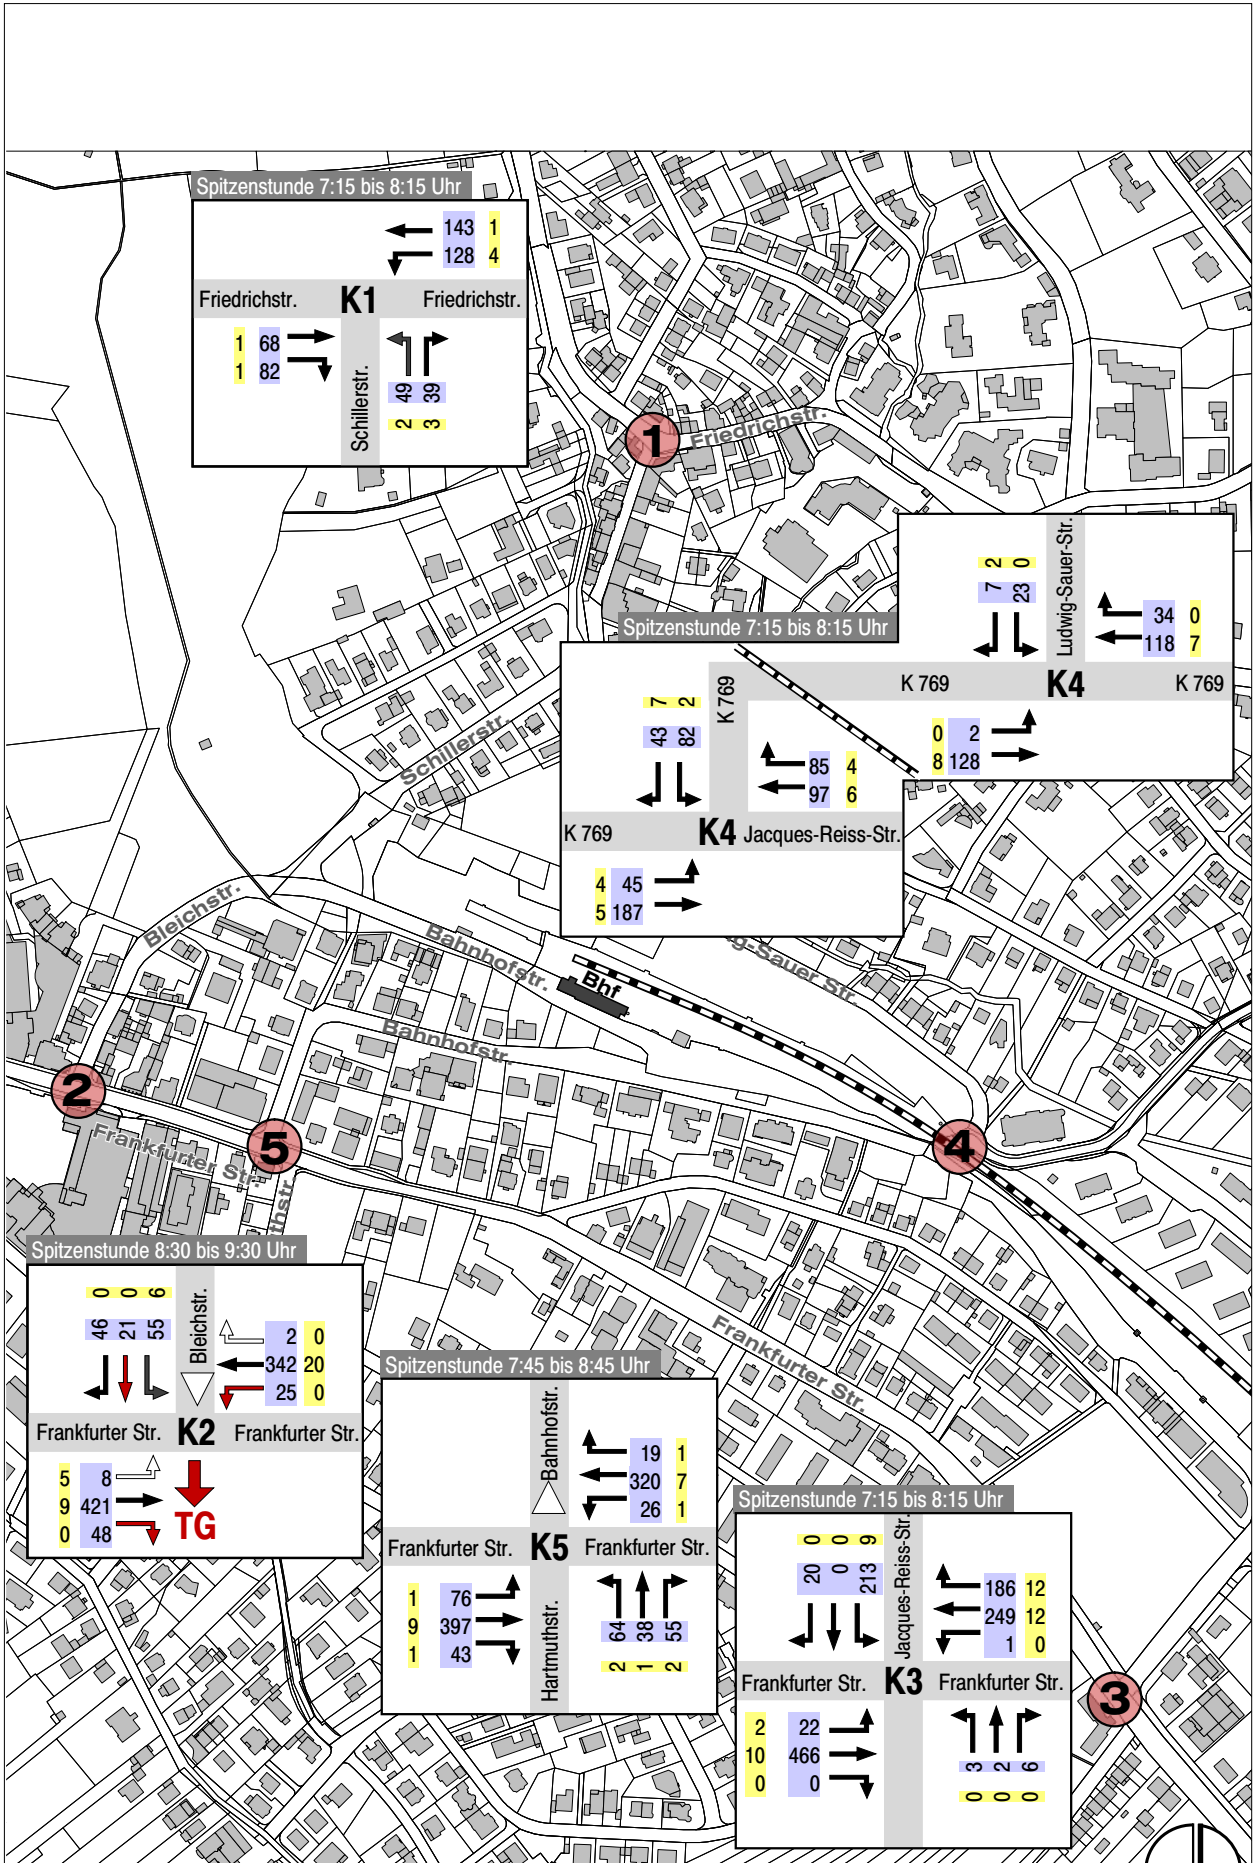 Spitzenstunde 7:15 bis 8:15 Uhr
143 1
128 4
Friedrichstr. K1 Friedrichstr.
1 68
1 82
Schillerstr.
49 39
2 3
1
Friedrichstr.
2 0
7 23
Ludwig-Sauer-Str.
34 0
118 7
K 769 K4 K 769
0 2
8 128
Spitzenstunde 7:15 bis 8:15 Uhr
7 2
43 82
K 769
85 4
97 6
K 769 K4 Jacques-Reiss-Str.
4 45
5 187
Schillerstr.
Bleichstr.
Bahnhofstr.
Bhf
g-Sauer Str.
Bahnhofstr.
2
5
4
Frankfurter Str.
thstr.
Spitzenstunde 8:30 bis 9:30 Uhr
0 0 6
46 21 55
Bleichstr.
2 0
342 20
25 0
Frankfurter Str. K2 Frankfurter Str.
5 8
9 421
0 48
TG
Frankfurter Str.
Spitzenstunde 7:45 bis 8:45 Uhr
Bahnhofstr.
19 1
320 7
26 1
Frankfurter Str. K5 Frankfurter Str.
1 76
9 397
1 43
Hartmuthstr.
64 38 55
2 1 2
Spitzenstunde 7:15 bis 8:15 Uhr
0 0 9
20 0 213
Jacques-Reiss-Str.
186 12
249 12
1 0
Frankfurter Str. K3 Frankfurter Str.
2 22
10 466
0 0
3 2 6
0 0 0
3